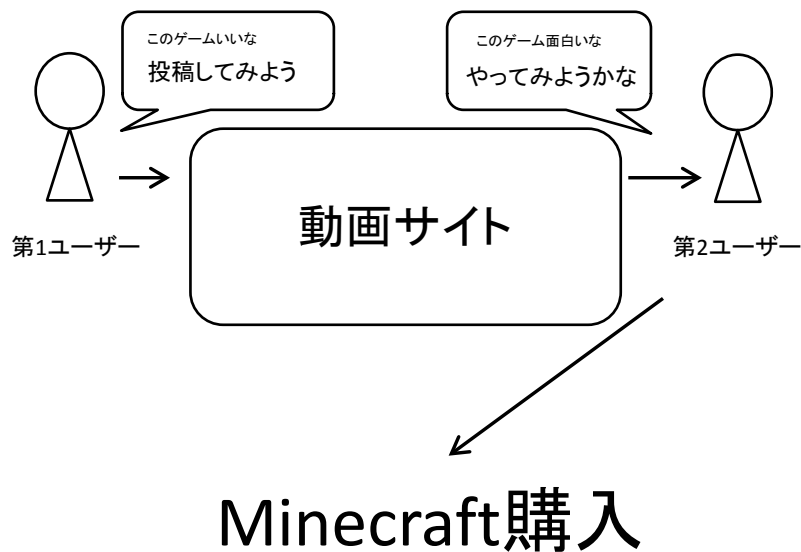 このゲームいいな
投稿してみよう
このゲーム面白いな
やってみようかな
動画サイト
第1ユーザー
第2ユーザー
Minecraft購入